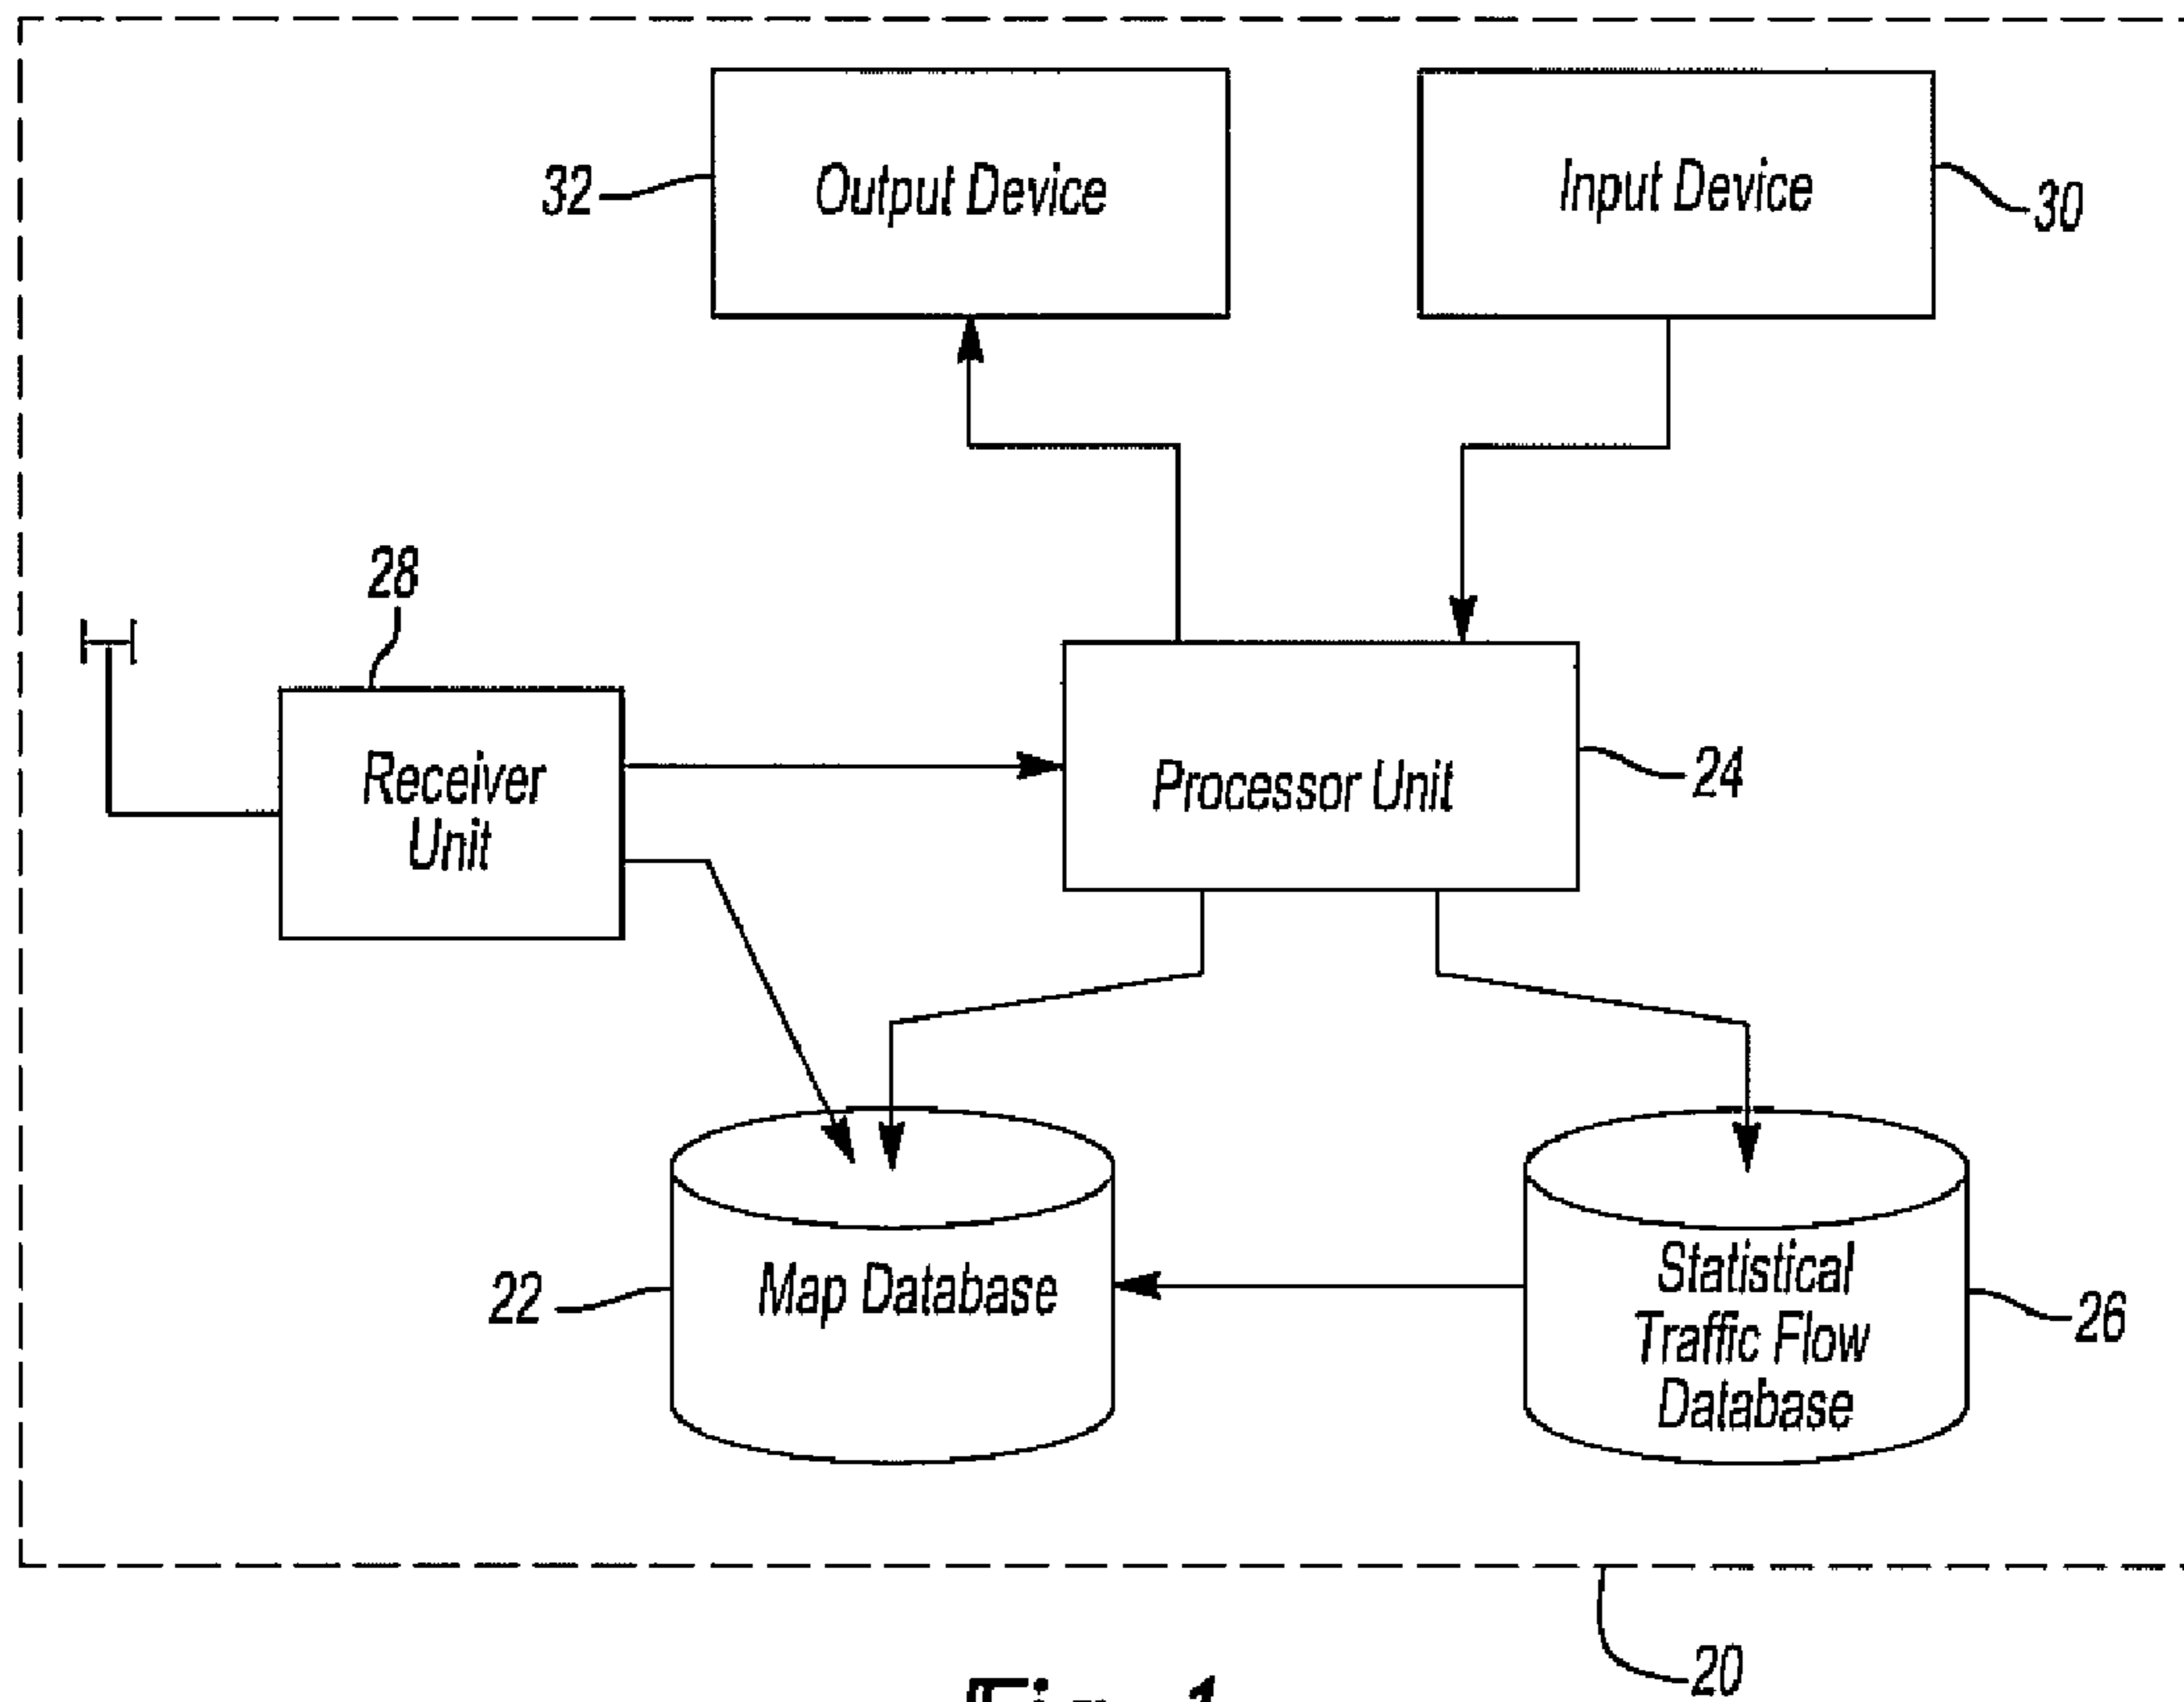 Output Device
Input Device
32
30
28
Receiver
Unit
Processor Unit
24
22
Map Database
Statistical
Traffic Flow
Database
26
20